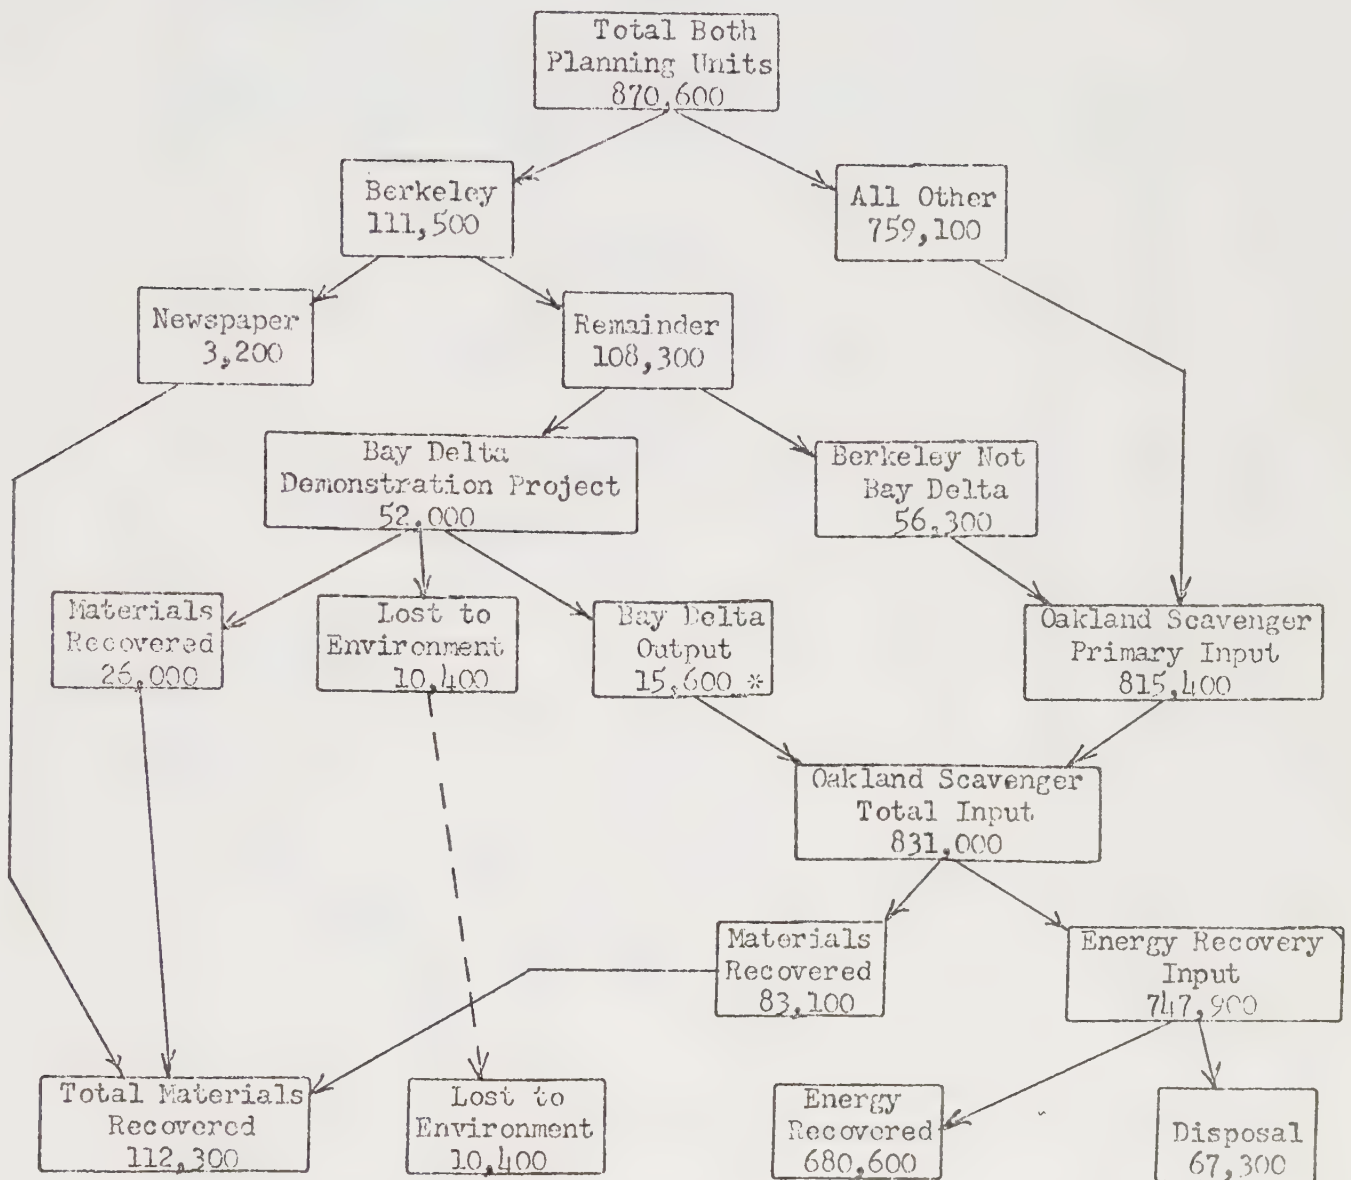 Total Both
Planning Units
870,600
Berkeley
111,500
All Other
759,100
Newspaper
3,200
Remainder
108,300
Bay Delta
Demonstration Project
52,000
Berkeley Not
Bay Delta
56,300
Materials
Recovered
26,000
Lost to
Environment
10,400
Bay Delta
Output
15,600 *
Oakland Scavenger
Primary Input
815,400
Oakland Scavenger
Total Input
831,000
Materials
Recovered
83,100
Energy Recovery
Input
747,900
Total Materials
Recovered
112,300
Lost to
Environment
10,400
Energy
Recovered
680,600
Disposal
67,300